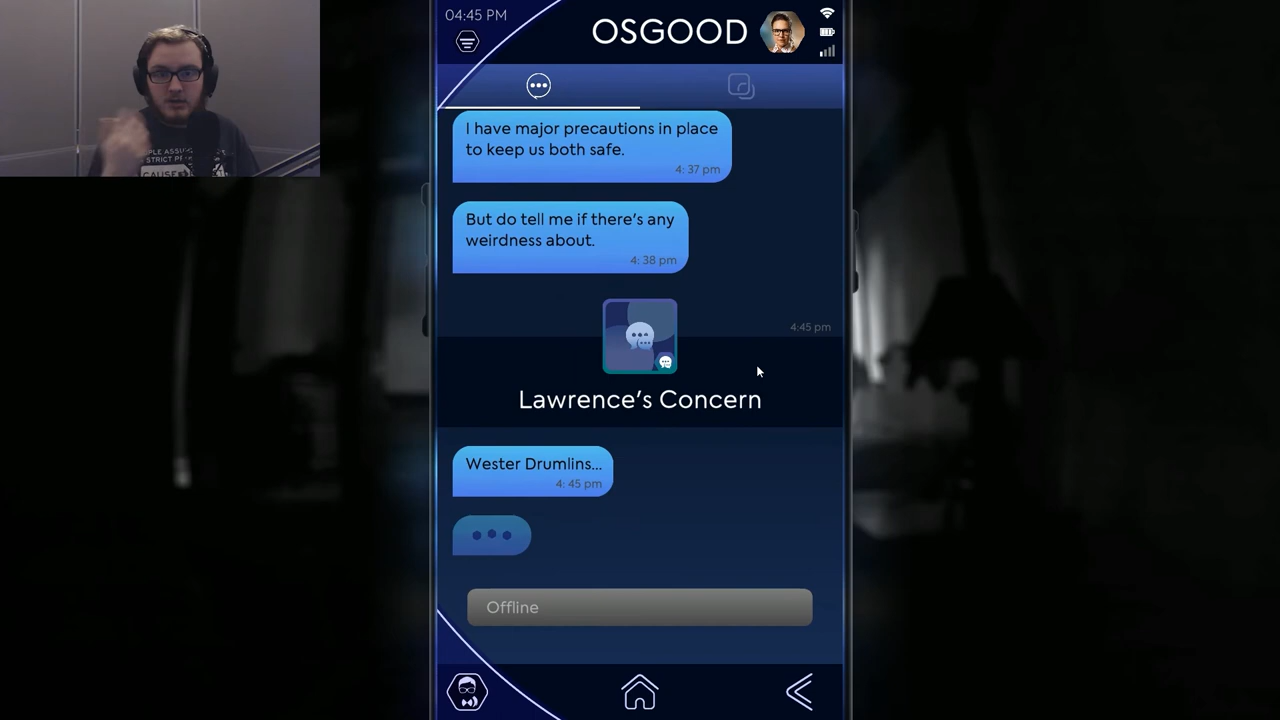 04:45 PM
OSGOOD
I have major precautions in place
to keep us both safe.
4: 37 pm
But do tell me if there's any
weirdness about.
4: 38 pm
4:45 pm
Lawrence's Concern
Wester Drumlins...
4: 45 pm
Offline
CAUSE